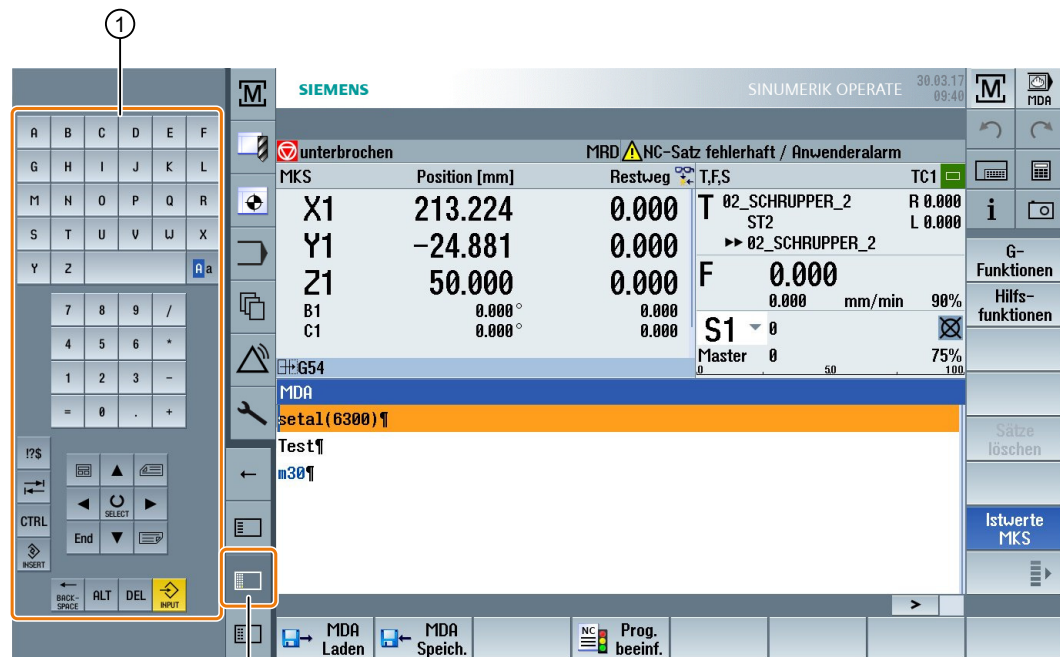 1
SIEMENS
SINUMERIK OPERATE
30.03.17
09:40
M
M
MDA
A B C D E F
G H I J K L
M N O P Q R
S T U V W X
Y Z A a
7 8 9 /
4 5 6 *
1 2 3 -
= 0 . +
!?$
CTRL
INSERT
SELECT
End
BACK-
SPACE
ALT
DEL
INPUT
unterbrochen
MRD NC-Satz fehlerhaft / Anwenderalarm
MKS Position [mm] Restweg
X1 213.224 0.000
Y1 -24.881 0.000
Z1 50.000 0.000
B1 0.000 ° 0.000
C1 0.000 ° 0.000
G54
T,F,S TC1
T 02_SCHRUPPER_2 R 0.000
ST2 L 0.000
▸▸ 02_SCHRUPPER_2
F 0.000
0.000 mm/min 90%
S1 0
Master 0 75%
0 50 100
MDA
setal(6300)¶
Test¶
m30¶
i
G-
Funktionen
Hilfs-
funktionen
Sätze
löschen
Istwerte
MKS
>
MDA
Laden
MDA
Speich.
NC
Prog.
beeinf.